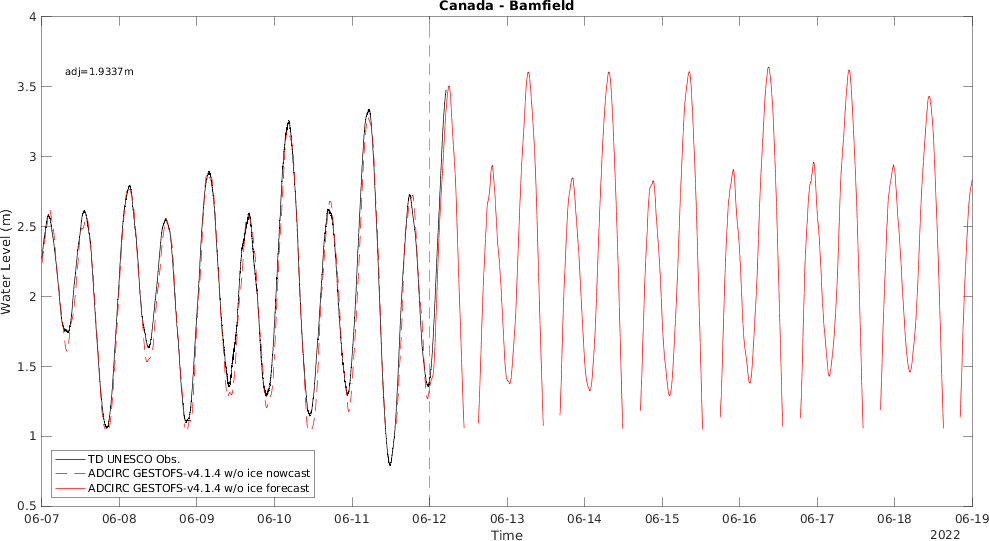 Canada - Bamfield
4
adj=1.9337m
3.5
3
2.5
Water Level (m)
2
1.5
1
TD UNESCO Obs.
ADCIRC GESTOFS-v4.1.4 w/o ice nowcast
ADCIRC GESTOFS-v4.1.4 w/o ice forecast
0.5
06-07 06-08 06-09 06-10 06-11 06-12 06-13 06-14 06-15 06-16 06-17 06-18 06-19
Time
2022